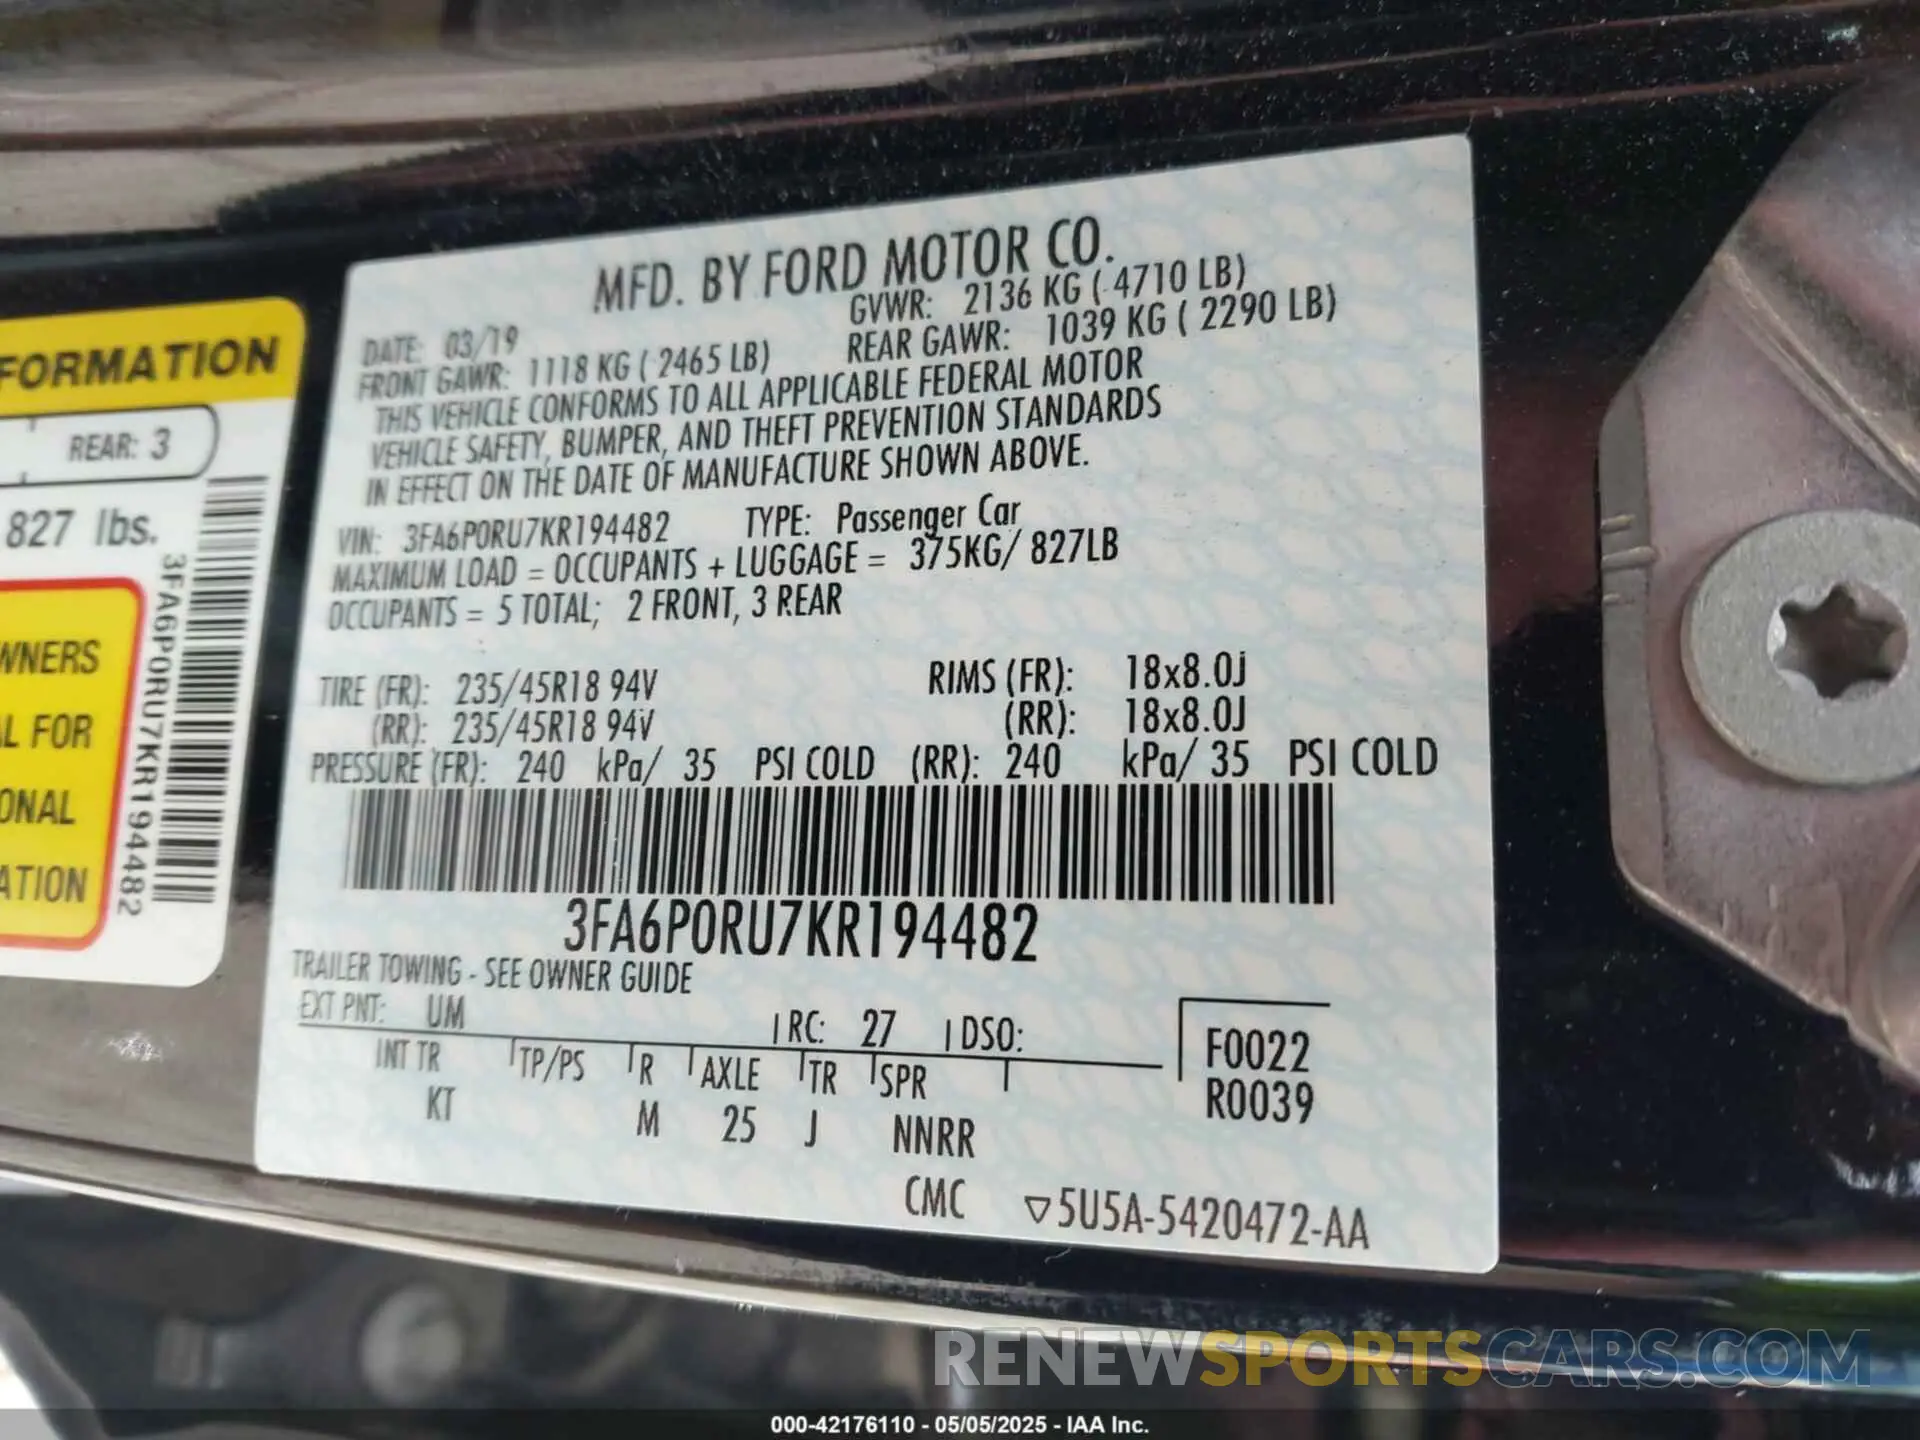 MFD. BY FORD MOTOR CO.
DATE: 03/19
GVWR: 2136 KG ( 4710 LB)
FRONT GAWR: 1118 KG ( 2465 LB)
REAR GAWR: 1039 KG ( 2290 LB)
THIS VEHICLE CONFORMS TO ALL APPLICABLE FEDERAL MOTOR
VEHICLE SAFETY, BUMPER, AND THEFT PREVENTION STANDARDS
IN EFFECT ON THE DATE OF MANUFACTURE SHOWN ABOVE.
VIN: 3FA6P0RU7KR194482 TYPE: Passenger Car
MAXIMUM LOAD = OCCUPANTS + LUGGAGE = 375KG/ 827LB
OCCUPANTS = 5 TOTAL; 2 FRONT, 3 REAR
TIRE (FR): 235/45R18 94V RIMS (FR): 18x8.0J
(RR): 235/45R18 94V (RR): 18x8.0J
PRESSURE (FR): 240 kPa/ 35 PSI COLD (RR): 240 kPa/ 35 PSI COLD
3FA6P0RU7KR194482
TRAILER TOWING - SEE OWNER GUIDE
EXT PNT: UM RC: 27 DSO:
INT TR TP/PS R AXLE TR SPR
KT M 25 J NNRR
F0022
R0039
CMC ▽5U5A-5420472-AA
FORMATION
REAR: 3
827 lbs.
WNERS
L FOR
ONAL
ATION
3FA6P0RU7KR194482
RENEWSPORTSCARS.COM
000-42176110 - 05/05/2025 - IAA Inc.